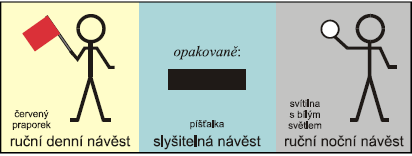 červený
praporek
ruční denní návěst
opakovaně:
píšťalka
slyšitelná návěst
svítilna
s bílým
světlem
ruční noční návěst